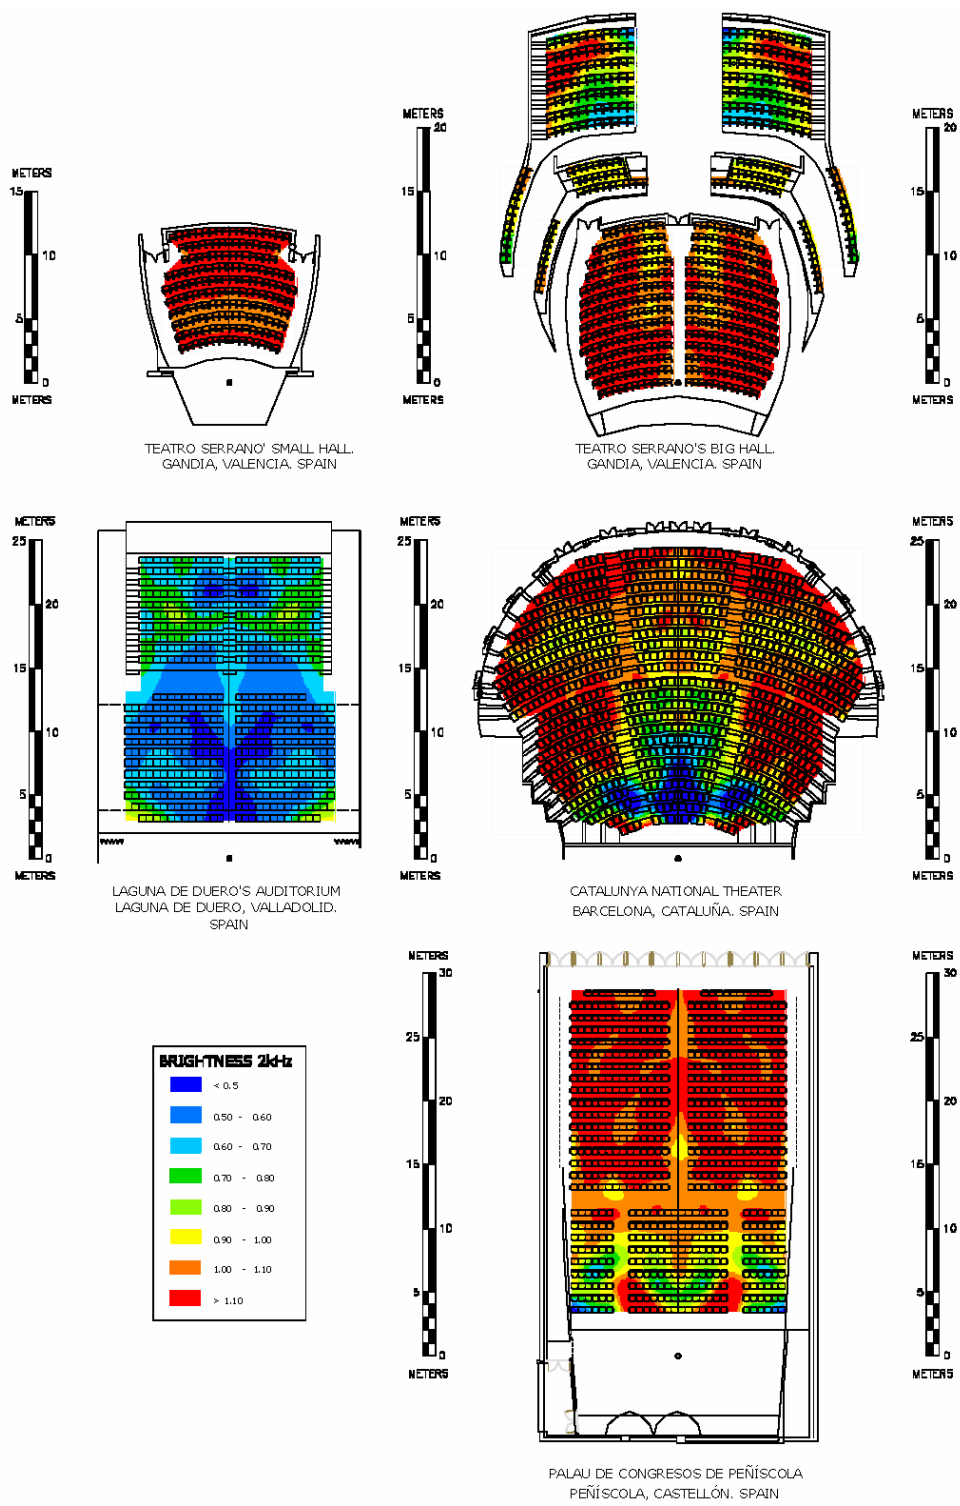 METERS
20
15
10
5
0
METERS
METERS
20
15
10
5
0
METERS
METERS
15
10
5
0
METERS
TEATRO SERRANO' SMALL HALL.
GANDIA, VALENCIA. SPAIN
TEATRO SERRANO'S BIG HALL.
GANDIA, VALENCIA. SPAIN
METERS
25
20
15
10
5
0
METERS
METERS
25
20
15
10
5
0
METERS
METERS
25
20
15
10
5
0
METERS
LAGUNA DE DUERO'S AUDITORIUM
LAGUNA DE DUERO, VALLADOLID.
SPAIN
CATALUNYA NATIONAL THEATER
BARCELONA, CATALUÑA. SPAIN
METERS
30
25
20
15
10
5
0
METERS
METERS
30
25
20
15
10
5
0
METERS
BRIGHTNESS 2kHz
< 0.5
0.50 - 0.60
0.60 - 0.70
0.70 - 0.80
0.80 - 0.90
0.90 - 1.00
1.00 - 1.10
> 1.10
PALAU DE CONGRESOS DE PEÑÍSCOLA
PEÑÍSCOLA, CASTELLÓN. SPAIN